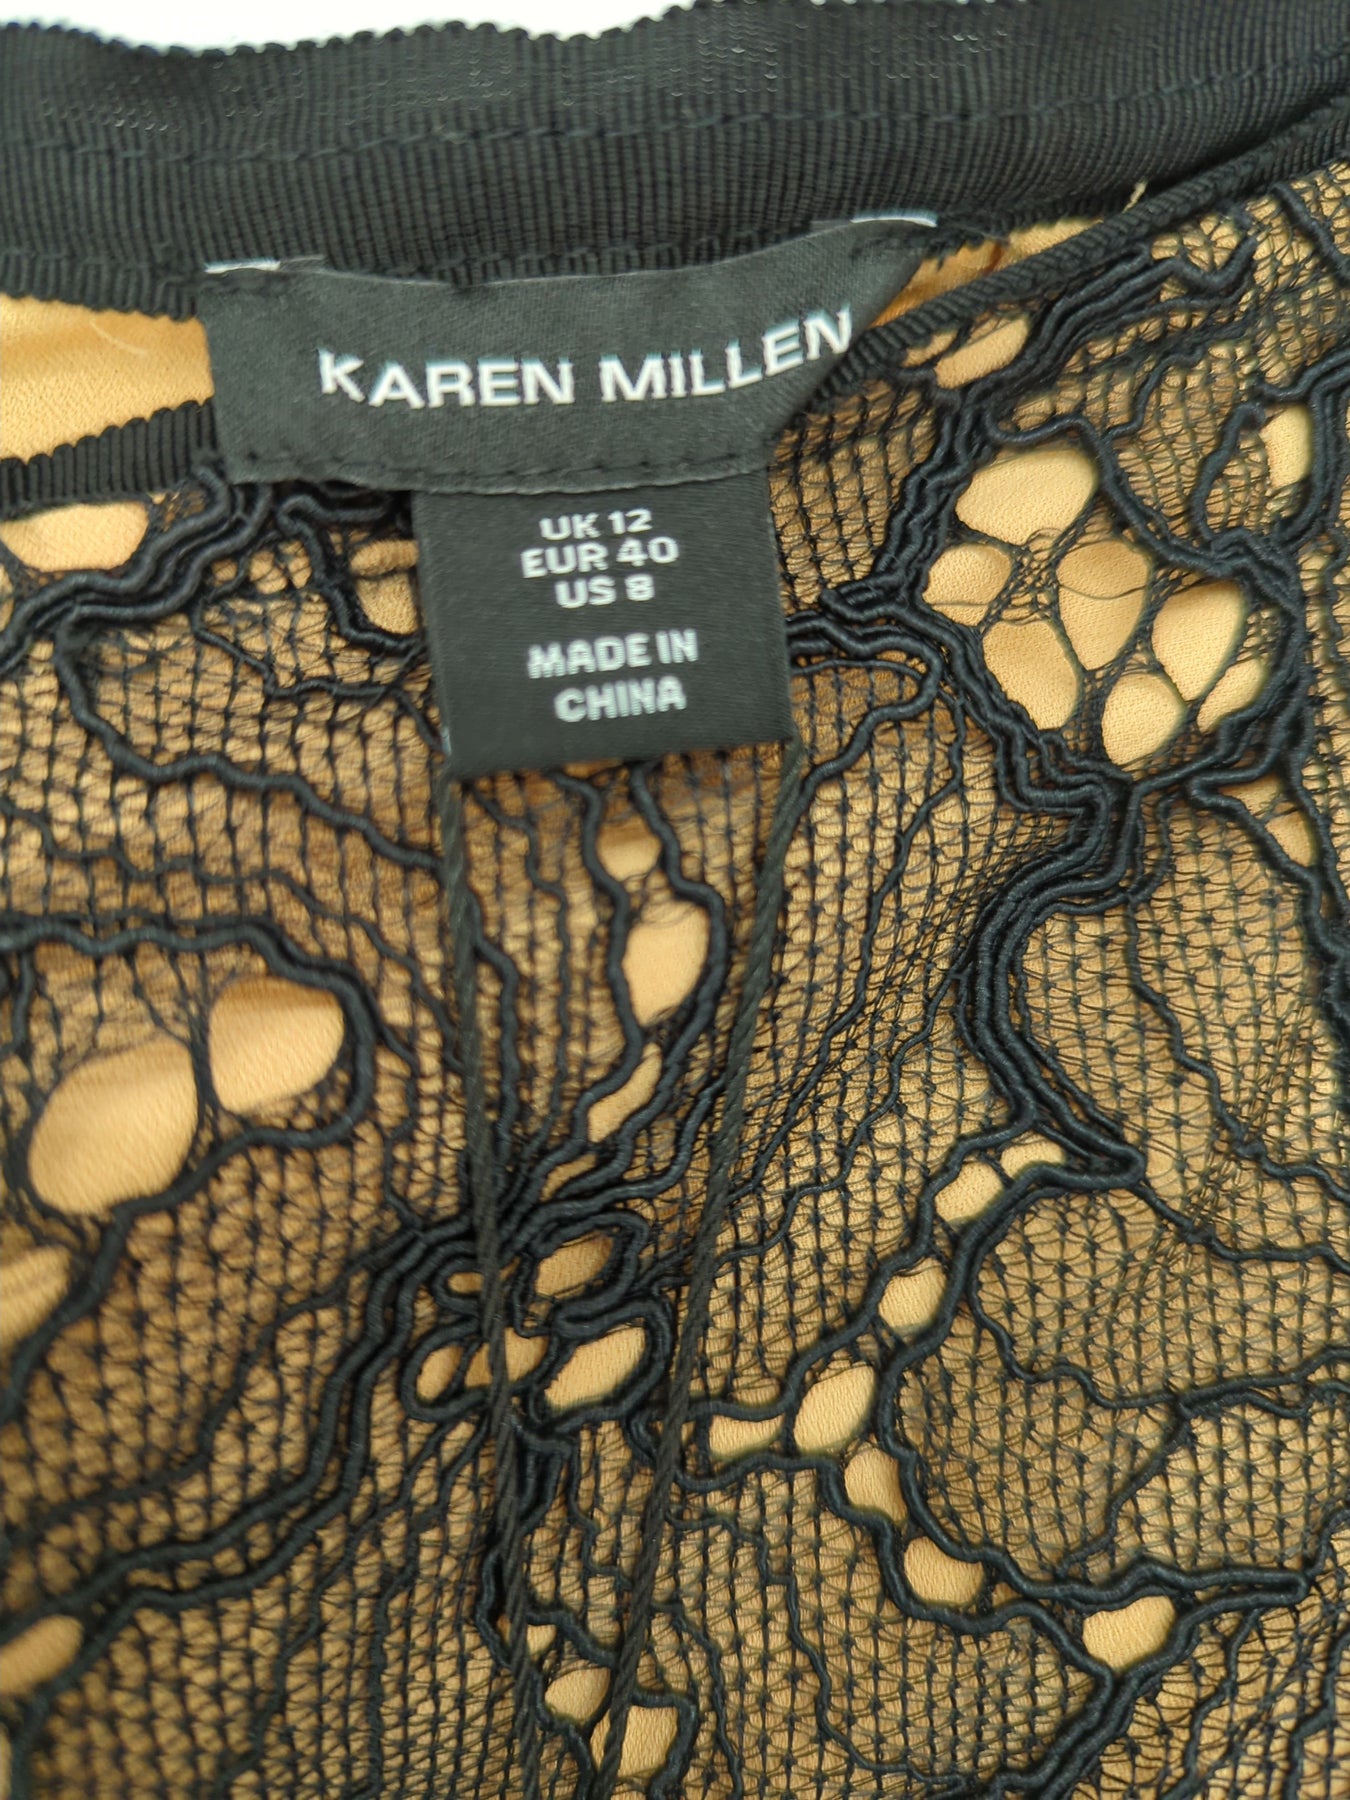 KAREN MILLEN
UK 12
EUR 40
US 8
MADE IN
CHINA